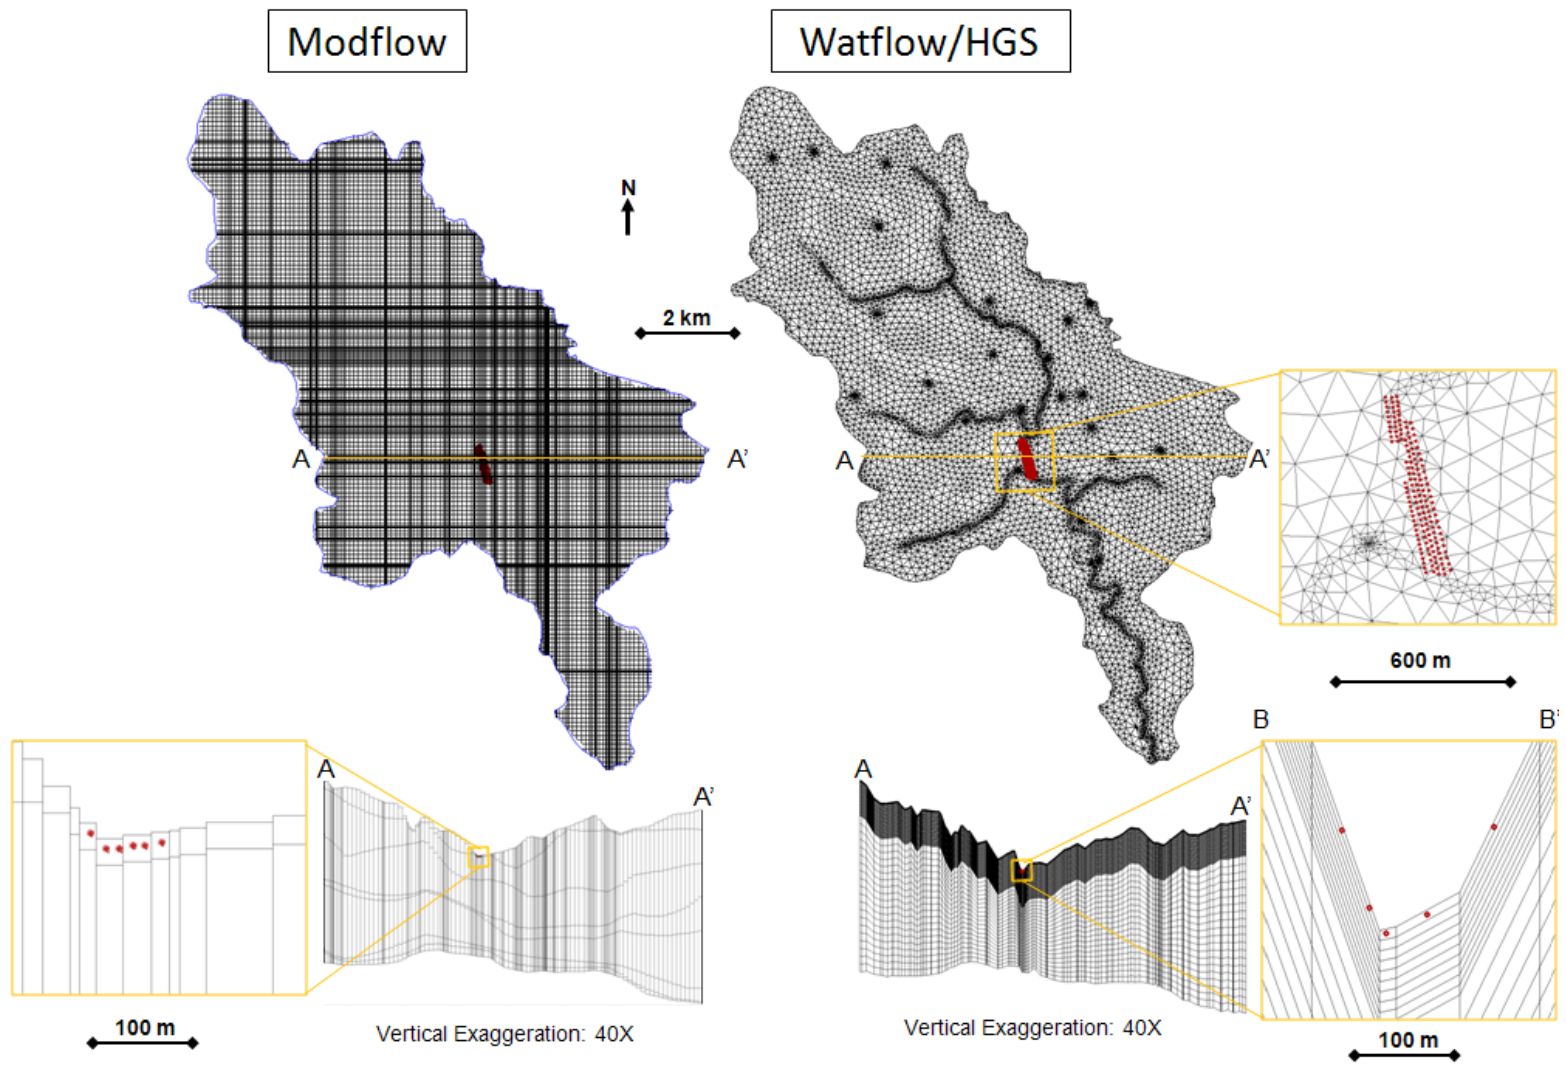 Modflow
Watflow/HGS
N
2 km
A
A’
A
A’
600 m
B
B’
A
A’
A
A’
100 m
Vertical Exaggeration: 40X
Vertical Exaggeration: 40X
100 m